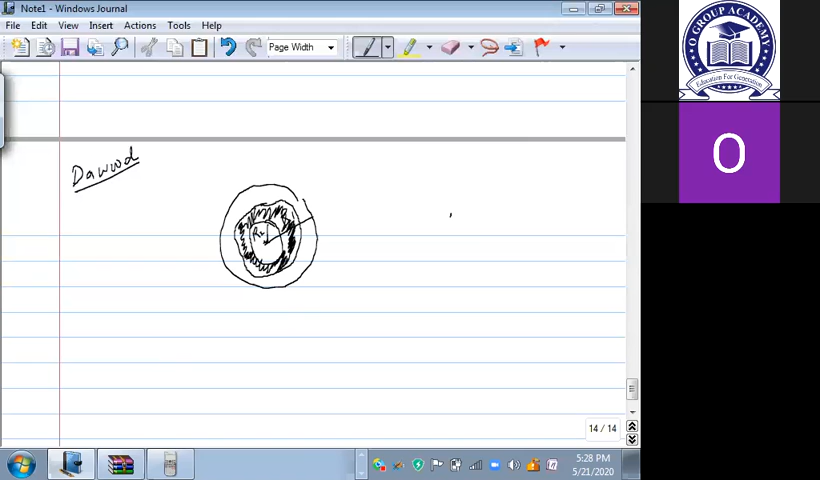 Note1 - Windows Journal
File Edit View Insert Actions Tools Help
Page Width
Dawood
R₁
14 / 14
5:28 PM
5/21/2020
O GROUP ACADEMY
Education For Generation
O